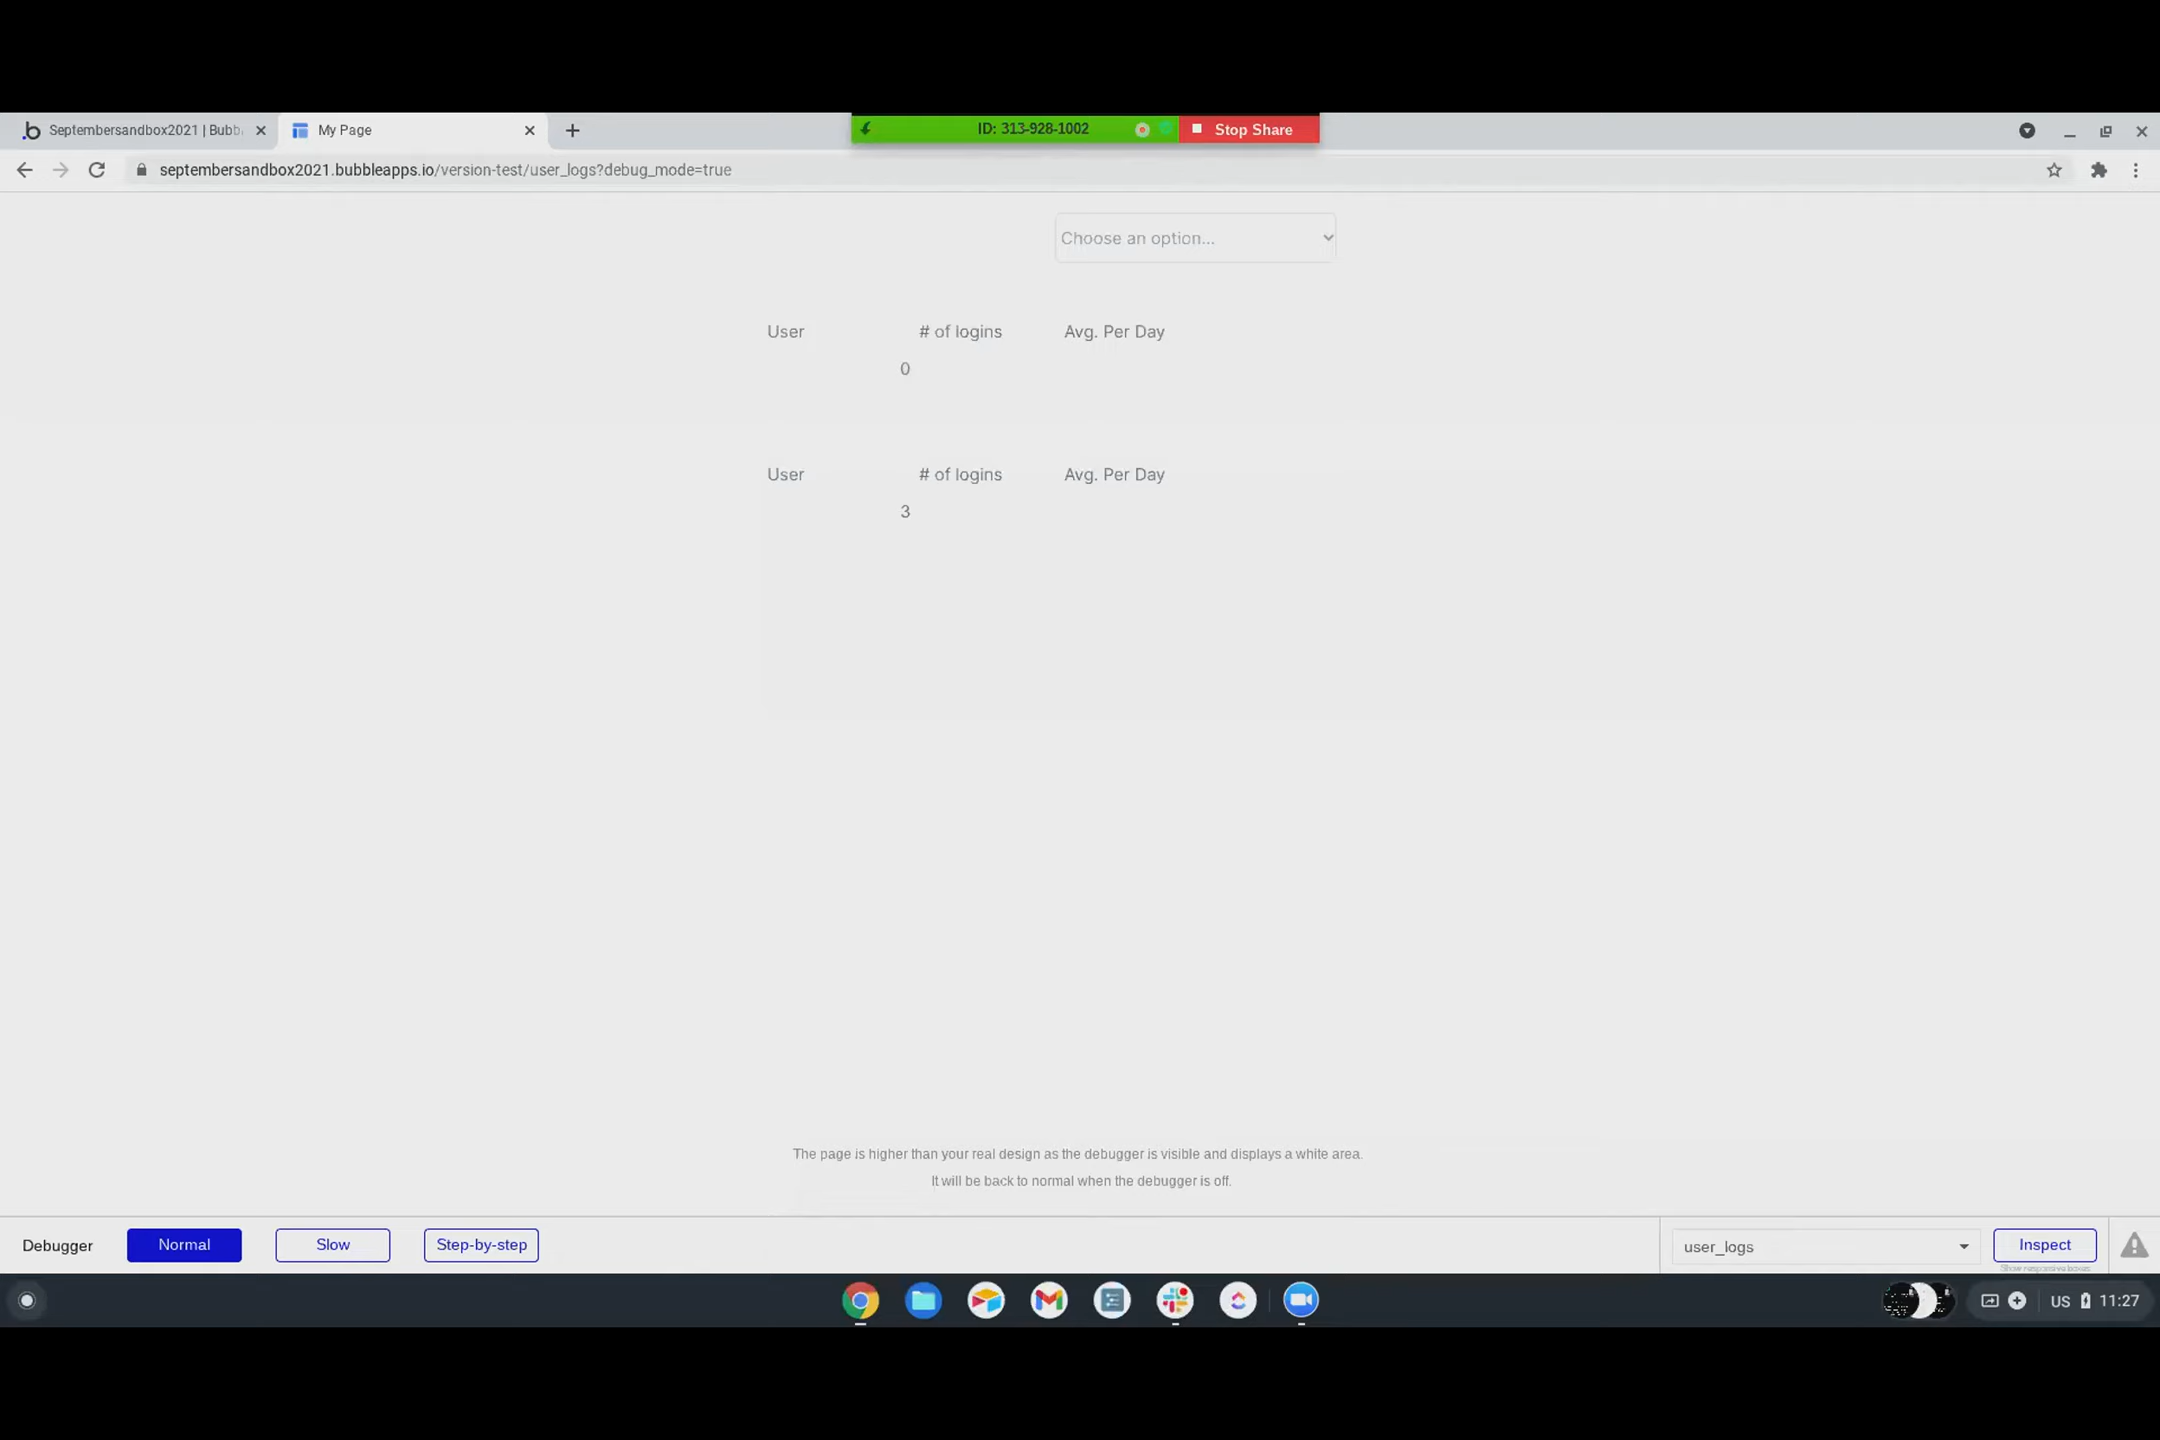 Septembersandbox2021 | Bubb
My Page
ID: 313-928-1002
Stop Share
septembersandbox2021.bubbleapps.io/version-test/user_logs?debug_mode=true
Choose an option...
User # of logins Avg. Per Day
0
User # of logins Avg. Per Day
3
The page is higher than your real design as the debugger is visible and displays a white area.
It will be back to normal when the debugger is off.
Debugger Normal Slow Step-by-step user_logs Inspect
Show responsive boxes
US 11:27